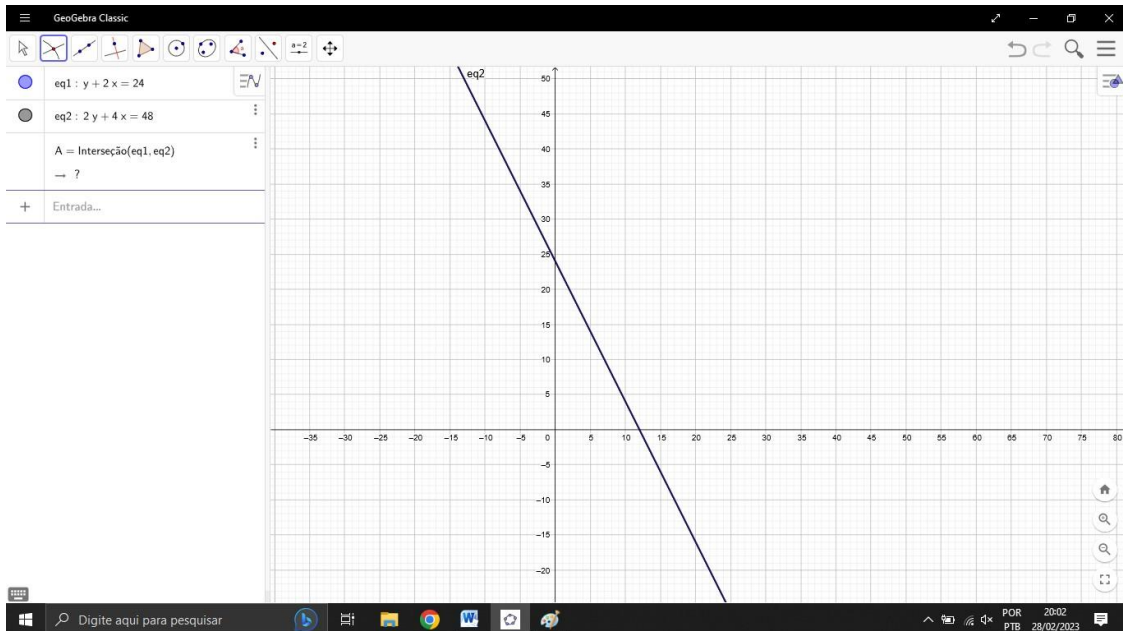 GeoGebra Classic
a=2
eq1 : y + 2 x = 24
eq2 : 2 y + 4 x = 48
A = Interseção(eq1, eq2)
→ ?
+ Entrada...
eq2
50
45
40
35
30
25
20
15
10
5
–35 –30 –25 –20 –15 –10 –5 0 5 10 15 20 25 30 35 40 45 50 55 60 65 70 75 80
–5
–10
–15
–20
Digite aqui para pesquisar
POR 20:02
PTB 28/02/2023